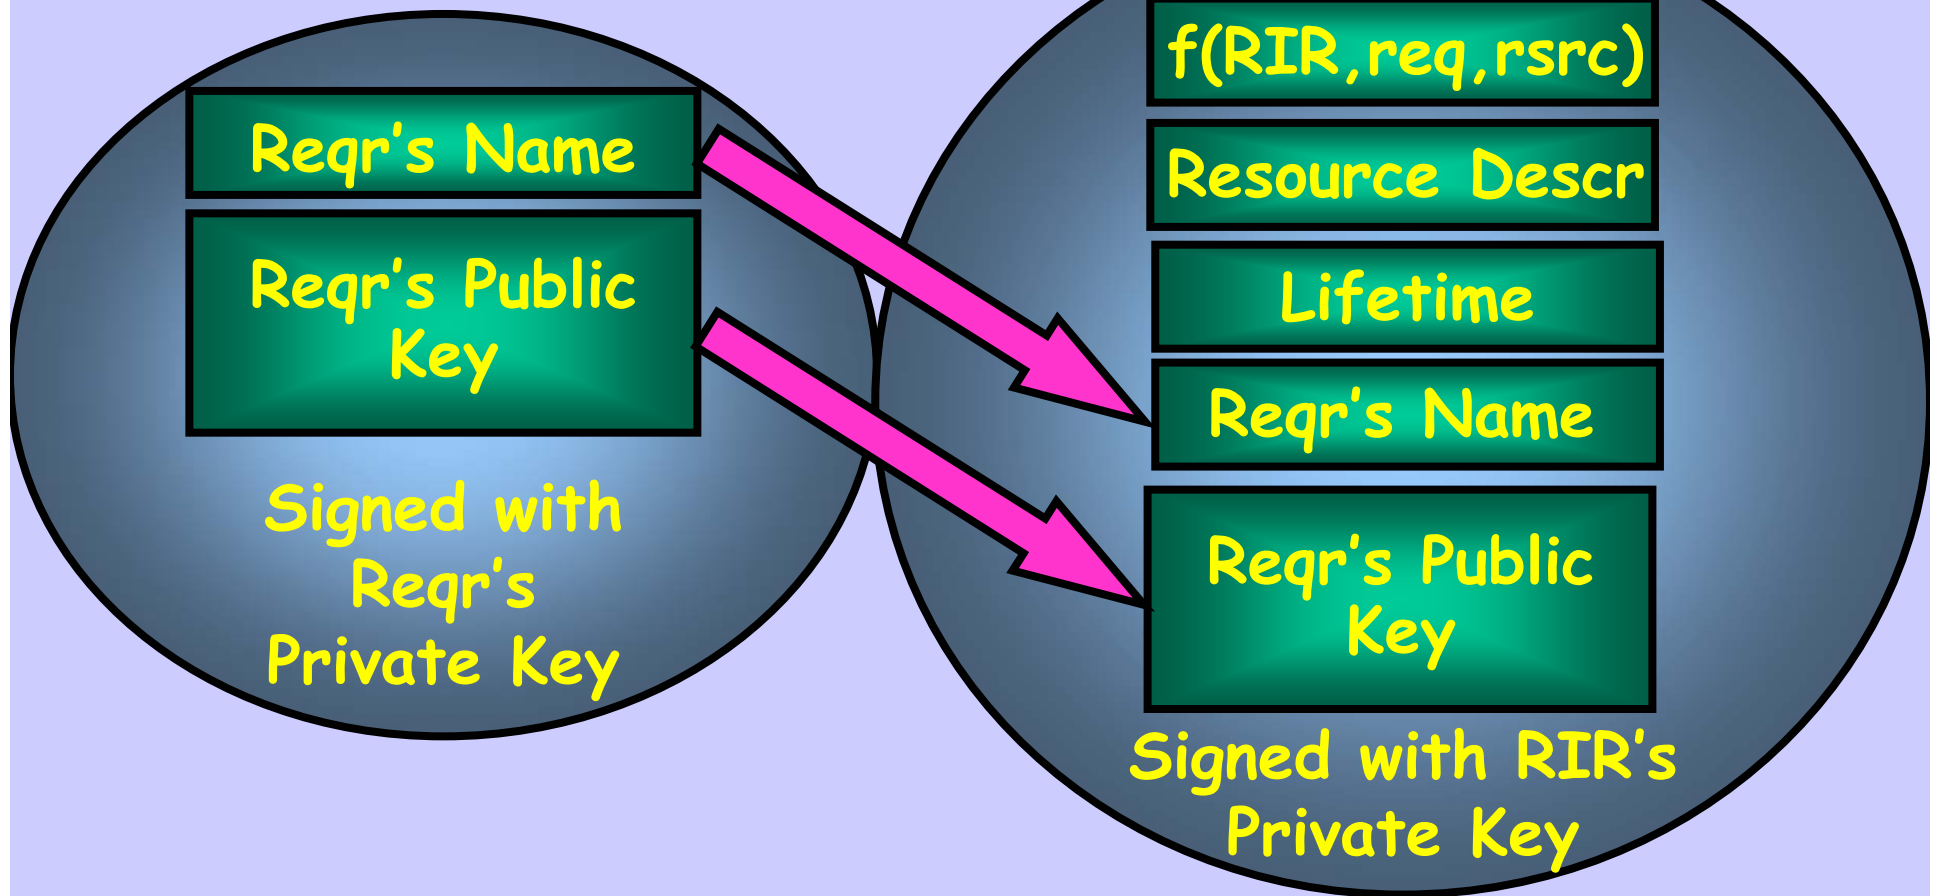 Reqr's Name
Reqr's Public
Key
Signed with
Reqr's
Private Key
f(RIR,req,rsrc)
Resource Descr
Lifetime
Reqr's Name
Reqr's Public
Key
Signed with RIR's
Private Key